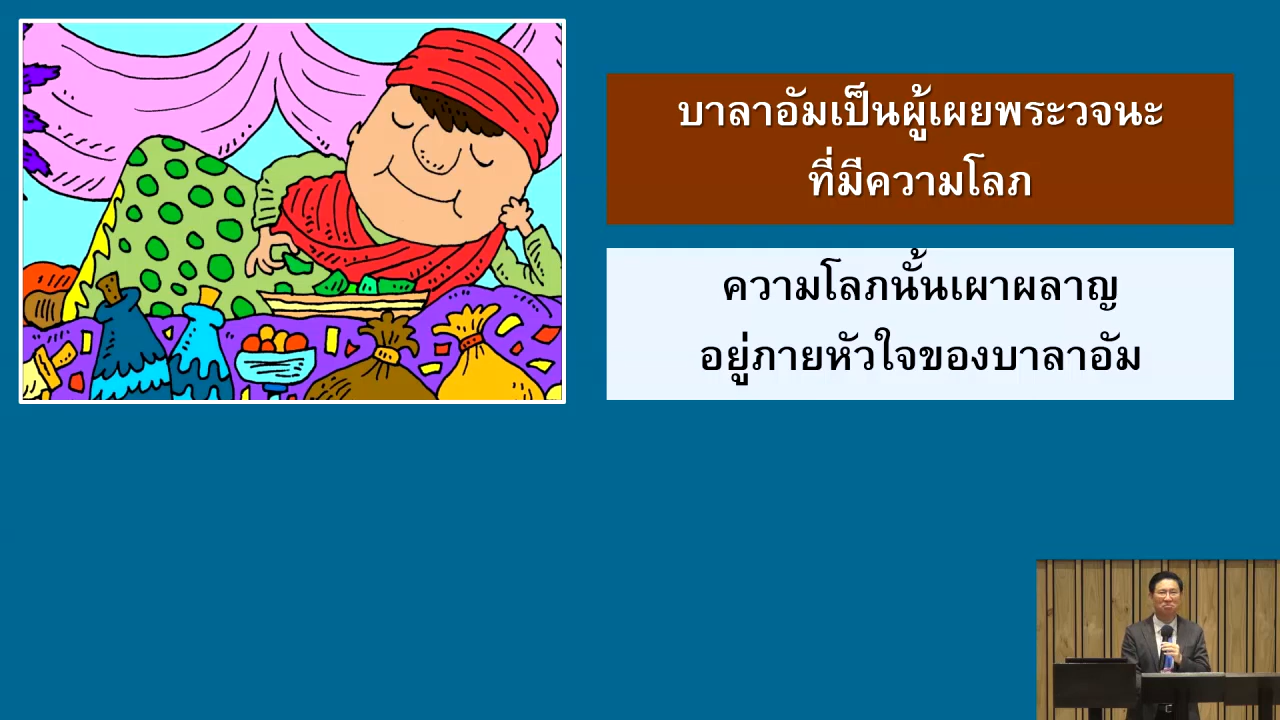 บาลาอัมเป็นผู้เผยพระวจนะ
ที่มีความโลภ
ความโลภนั้นเผาผลาญ
อยู่ภายหัวใจของบาลาอัม